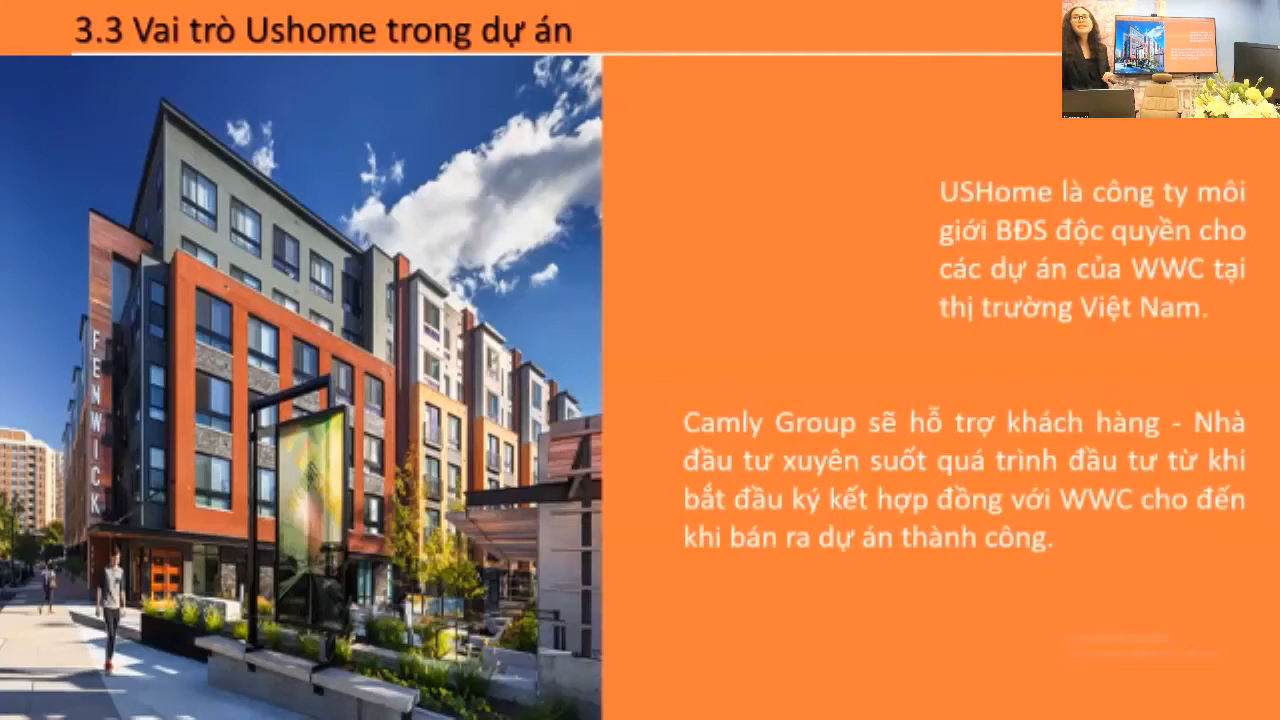 3.3 Vai trò Ushome trong dự án
USHome là công ty môi
giới BĐS độc quyền cho
các dự án của WWC tại
thị trường Việt Nam.
Camly Group sẽ hỗ trợ khách hàng - Nhà
đầu tư xuyên suốt quá trình đầu tư từ khi
bắt đầu ký kết hợp đồng với WWC cho đến
khi bán ra dự án thành công.
FENWICK